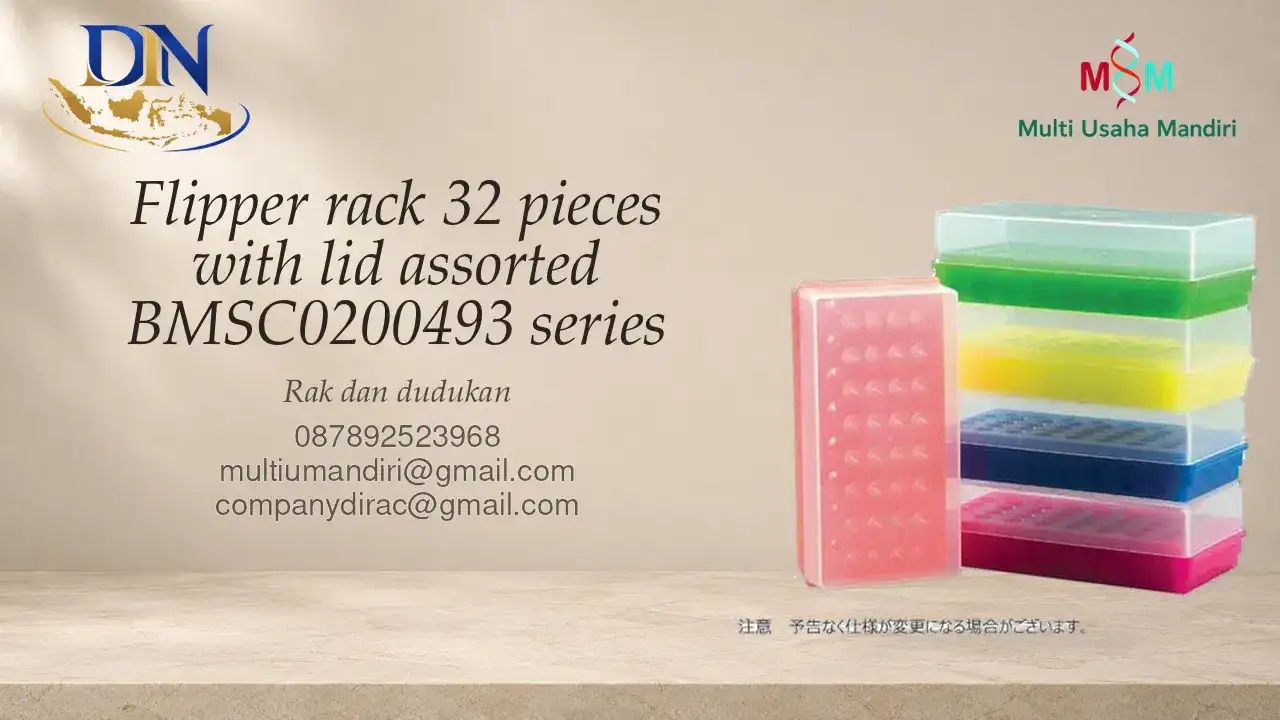 DN
MSM
Multi Usaha Mandiri
Flipper rack 32 pieces
with lid assorted
BMSC0200493 series
Rak dan dudukan
087892523968
multiumandiri@gmail.com
companydirac@gmail.com
注意 予告なく仕様が変更になる場合がございます。